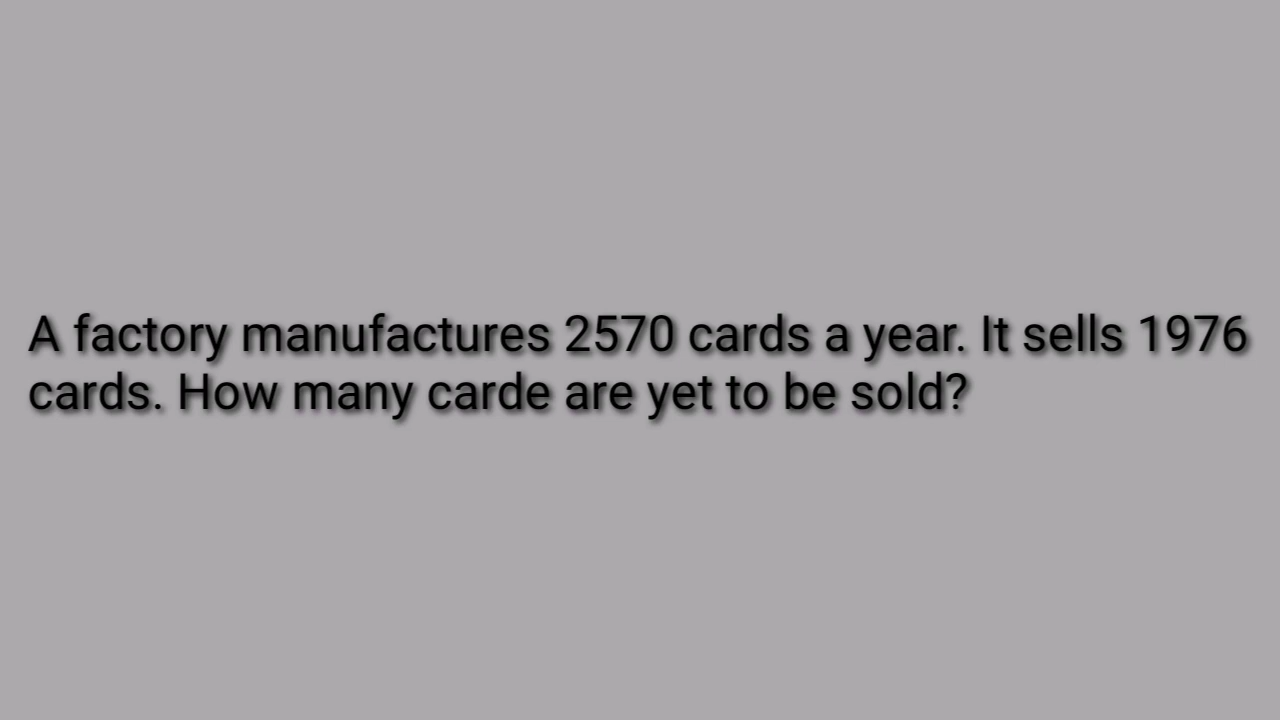 A factory manufactures 2570 cards a year. It sells 1976
cards. How many carde are yet to be sold?